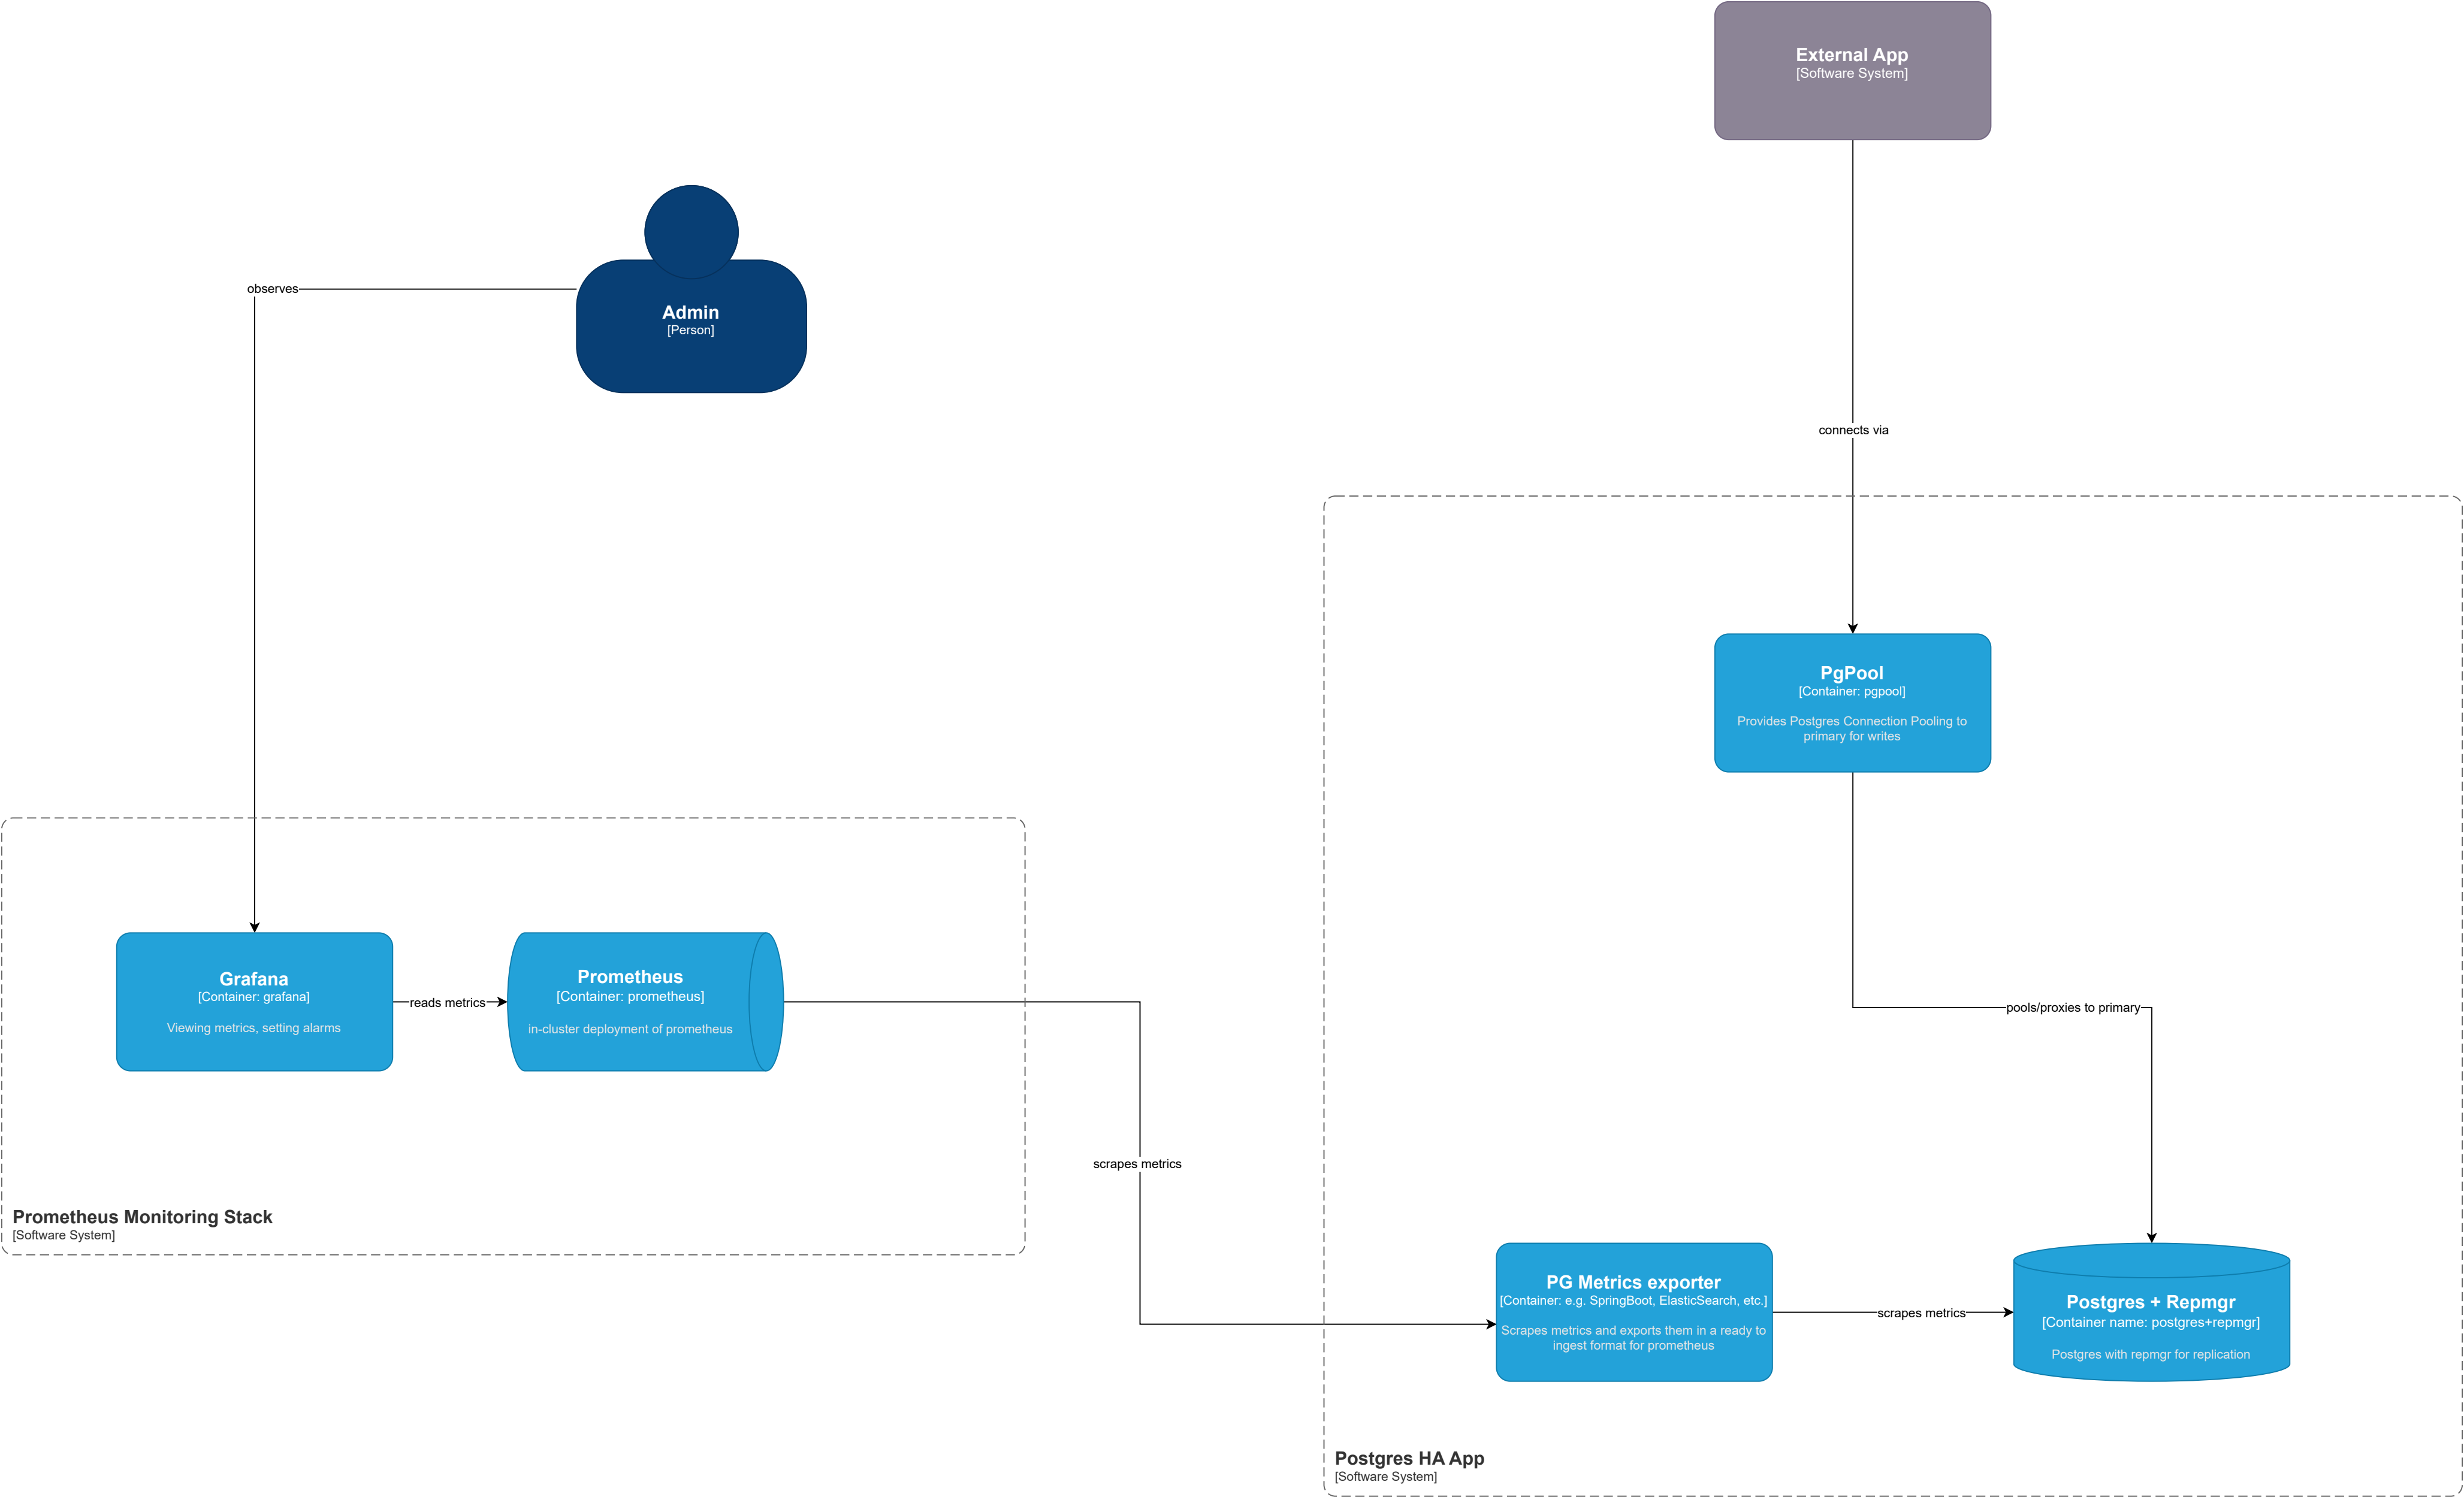 External App
[Software System]
Admin
[Person]
observes
connects via
PgPool
[Container: pgpool]
Provides Postgres Connection Pooling to
primary for writes
Grafana
[Container: grafana]
Viewing metrics, setting alarms
reads metrics
Prometheus
[Container: prometheus]
in-cluster deployment of prometheus
pools/proxies to primary
scrapes metrics
Prometheus Monitoring Stack
[Software System]
PG Metrics exporter
[Container: e.g. SpringBoot, ElasticSearch, etc.]
Scrapes metrics and exports them in a ready to
ingest format for prometheus
scrapes metrics
Postgres + Repmgr
[Container name: postgres+repmgr]
Postgres with repmgr for replication
Postgres HA App
[Software System]